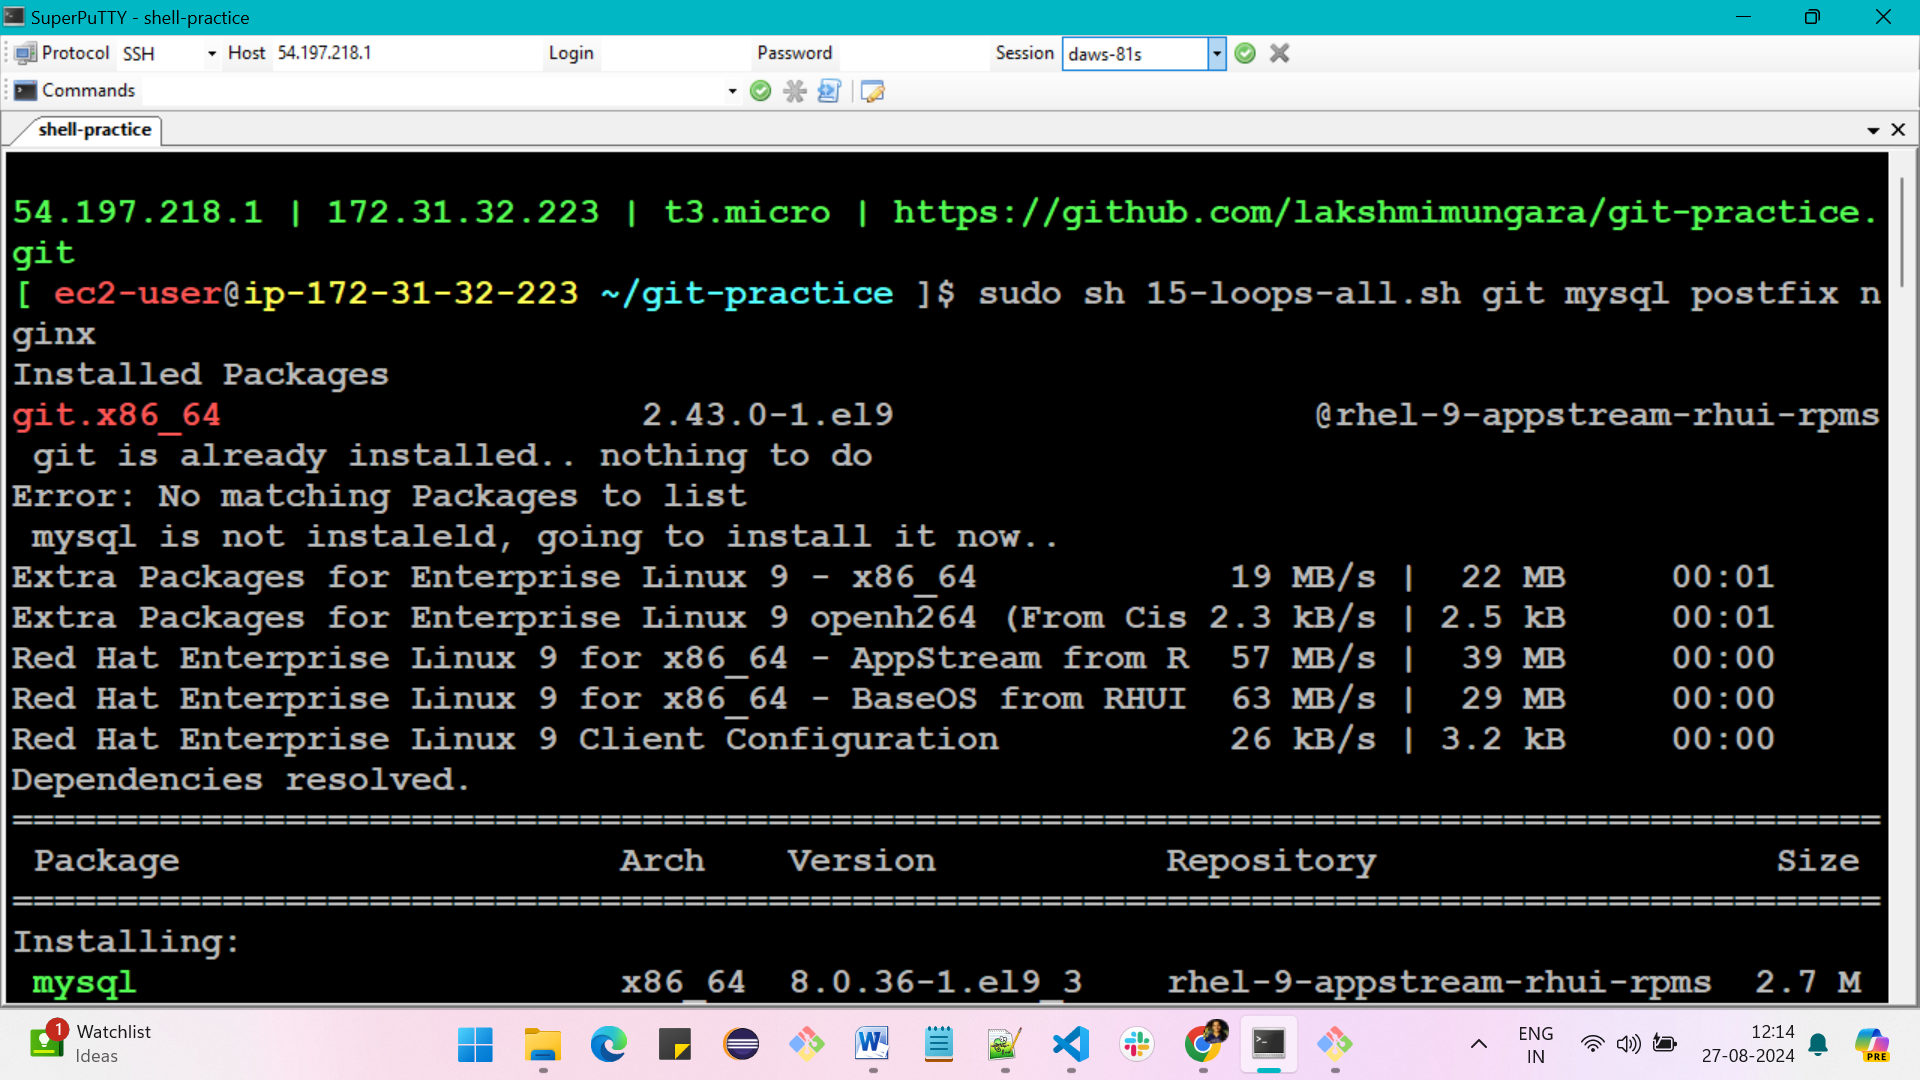 SuperPuTTY - shell-practice
Protocol SSH Host 54.197.218.1 Login Password Session daws-81s
Commands
shell-practice
54.197.218.1 | 172.31.32.223 | t3.micro | https://github.com/lakshmimungara/git-practice.
git
[ ec2-user@ip-172-31-32-223 ~/git-practice ]$ sudo sh 15-loops-all.sh git mysql postfix n
ginx
Installed Packages
git.x86_64 2.43.0-1.el9 @rhel-9-appstream-rhui-rpms
git is already installed.. nothing to do
Error: No matching Packages to list
mysql is not instaleld, going to install it now..
Extra Packages for Enterprise Linux 9 - x86_64 19 MB/s | 22 MB 00:01
Extra Packages for Enterprise Linux 9 openh264 (From Cis 2.3 kB/s | 2.5 kB 00:01
Red Hat Enterprise Linux 9 for x86_64 - AppStream from R 57 MB/s | 39 MB 00:00
Red Hat Enterprise Linux 9 for x86_64 - BaseOS from RHUI 63 MB/s | 29 MB 00:00
Red Hat Enterprise Linux 9 Client Configuration 26 kB/s | 3.2 kB 00:00
Dependencies resolved.
=========================================================================================
Package Arch Version Repository Size
=========================================================================================
Installing:
mysql x86_64 8.0.36-1.el9_3 rhel-9-appstream-rhui-rpms 2.7 M
1 Watchlist
Ideas
W
ENG
IN
12:14
27-08-2024
PRE